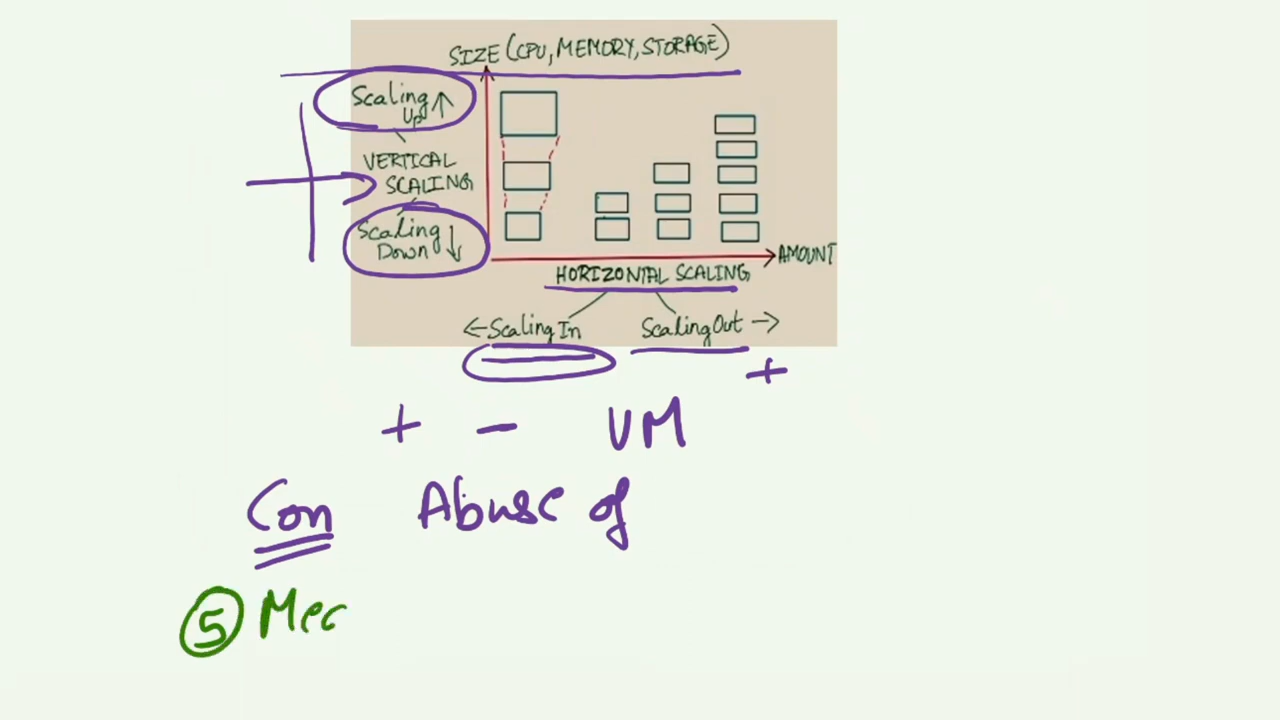 SIZE (CPU, MEMORY, STORAGE)
Scaling
Up
VERTICAL
SCALING
Scaling
Down
AMOUNT
HORIZONTAL SCALING
←Scaling In
Scaling Out →
+
+ - VM
Con Abuse of
5 Mec